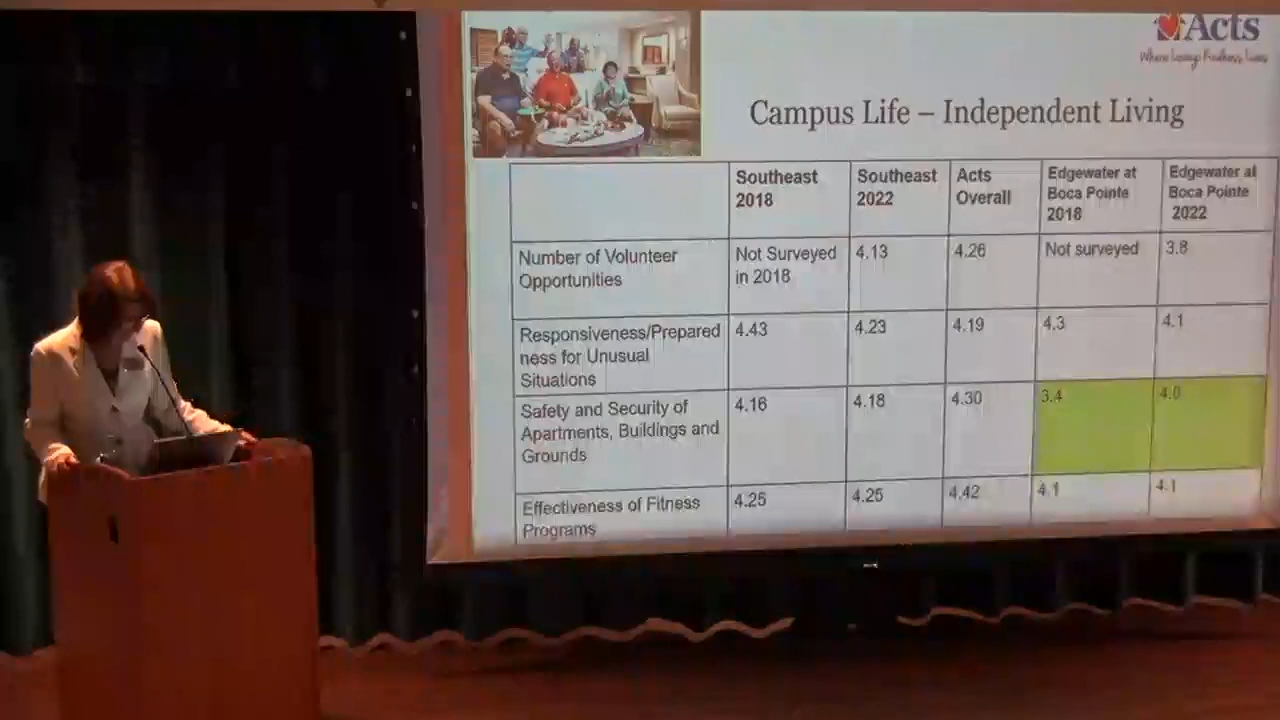 Acts
Where Loving-Kindness Lives
Campus Life – Independent Living
Southeast
2018
Southeast
2022
Acts
Overall
Edgewater at
Boca Pointe
2018
Edgewater at
Boca Pointe
2022
Number of Volunteer
Opportunities
Not Surveyed
in 2018
4.13
4.26
Not surveyed
3.8
Responsiveness/Prepared
ness for Unusual
Situations
4.43
4.23
4.19
4.3
4.1
Safety and Security of
Apartments, Buildings and
Grounds
4.16
4.18
4.30
3.4
4.0
Effectiveness of Fitness
Programs
4.25
4.25
4.42
4.1
4.1